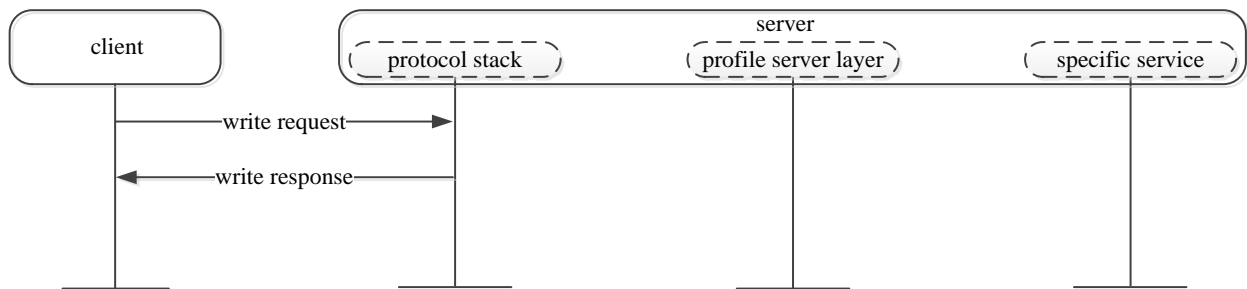 client
server
protocol stack
profile server layer
specific service
write request
write response